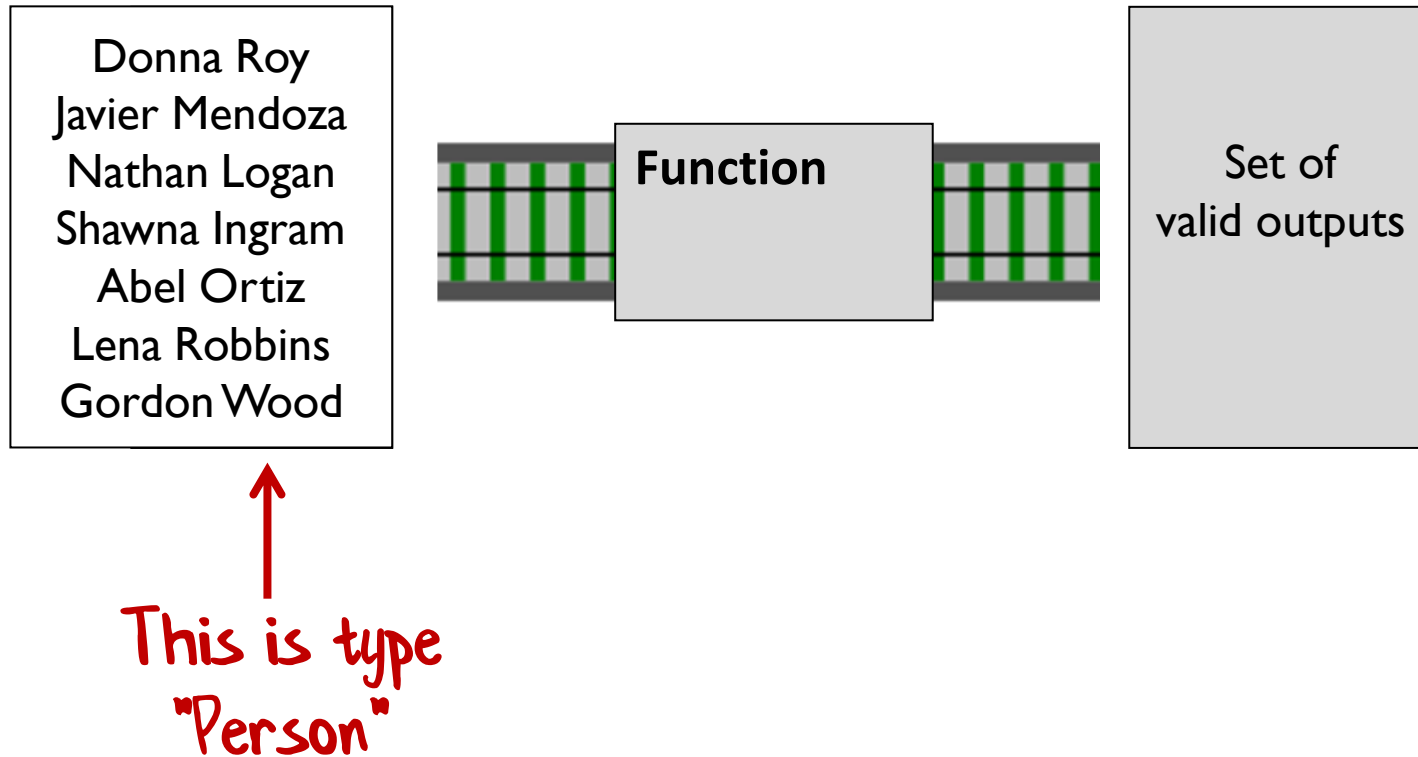 Donna Roy
Javier Mendoza
Nathan Logan
Shawna Ingram
Abel Ortiz
Lena Robbins
Gordon Wood
Function
Set of
valid outputs
This is type
"Person"